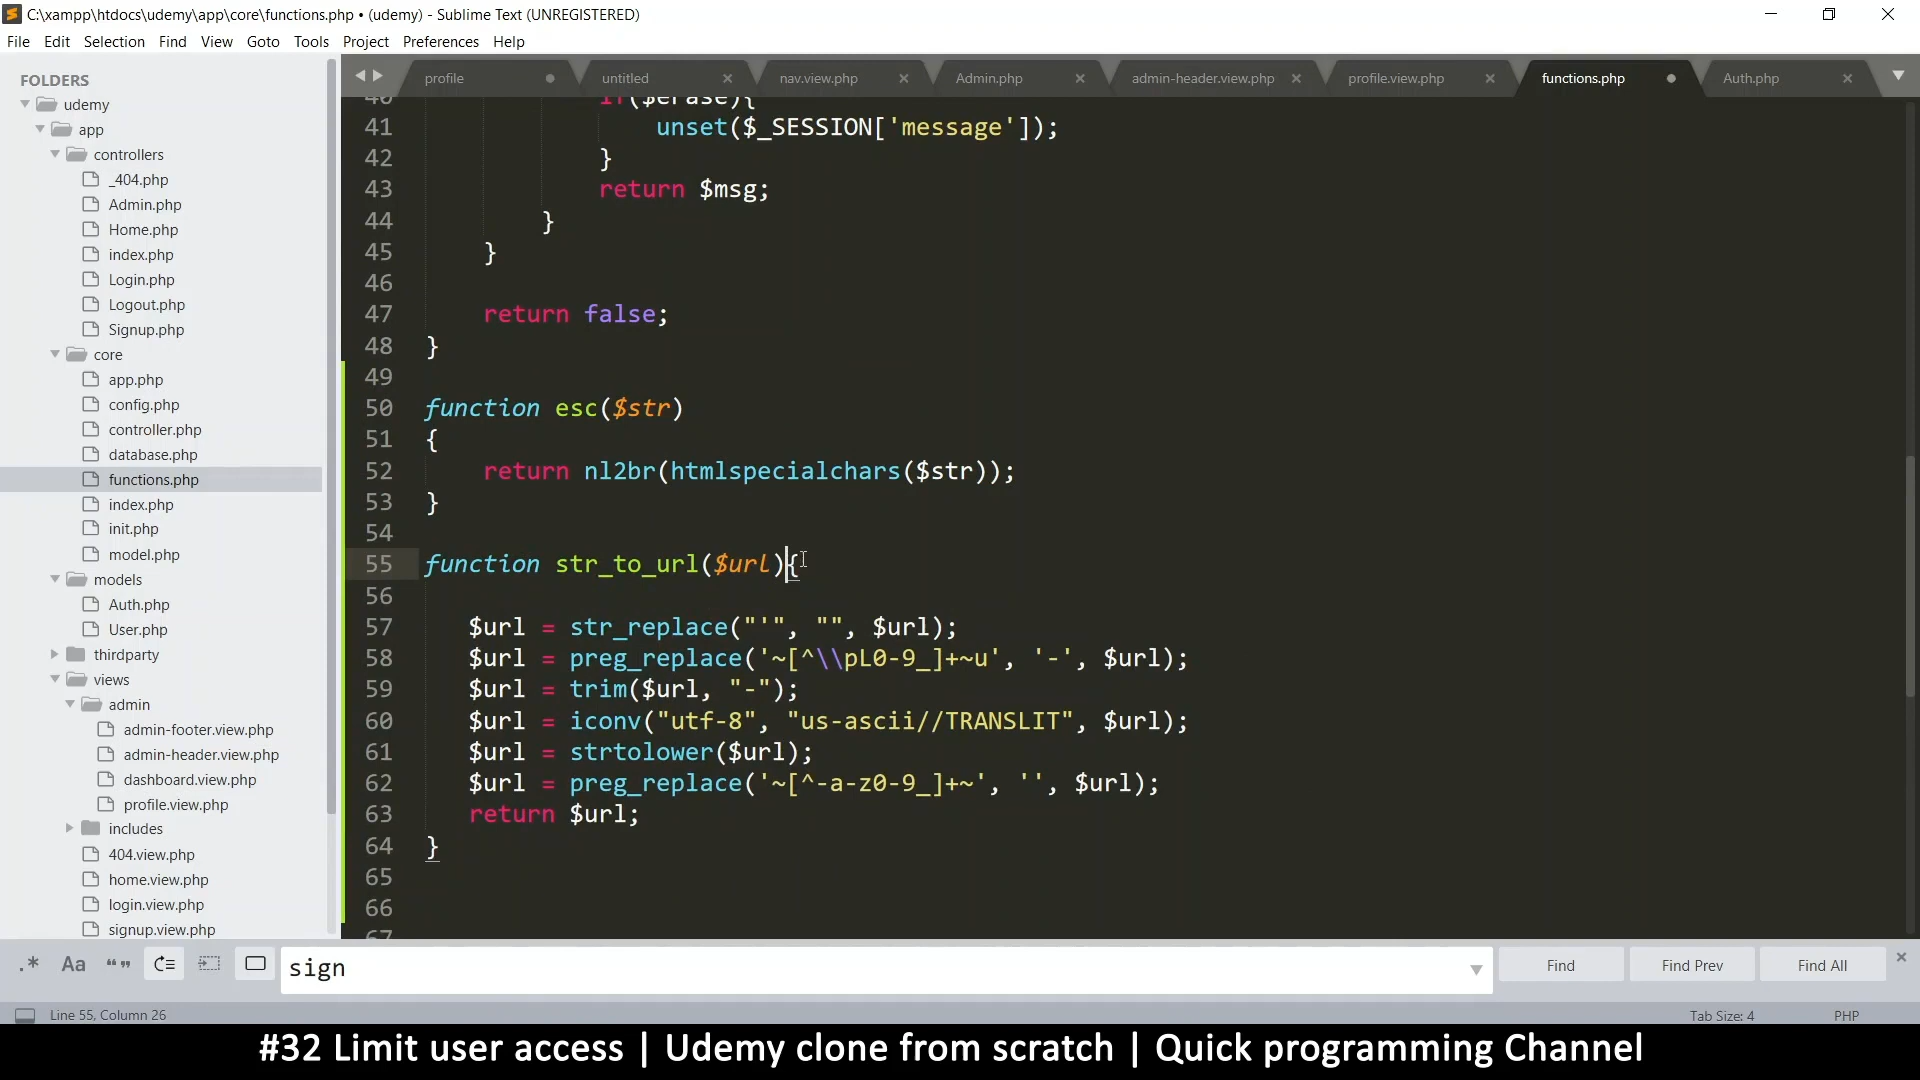 C:\xampp\htdocs\udemy\app\core\functions.php • (udemy) - Sublime Text (UNREGISTERED)
File Edit Selection Find View Goto Tools Project Preferences Help
FOLDERS
udemy
app
controllers
_404.php
Admin.php
Home.php
index.php
Login.php
Logout.php
Signup.php
core
app.php
config.php
controller.php
database.php
functions.php
index.php
init.php
model.php
models
Auth.php
User.php
thirdparty
views
admin
admin-footer.view.php
admin-header.view.php
dashboard.view.php
profile.view.php
includes
404.view.php
home.view.php
login.view.php
signup.view.php
profile untitled nav.view.php Admin.php admin-header.view.php profile.view.php functions.php Auth.php
40 if($erase){
41 unset($_SESSION['message']);
42 }
43 return $msg;
44 }
45 }
46
47 return false;
48 }
49
50 function esc($str)
51 {
52 return nl2br(htmlspecialchars($str));
53 }
54
55 function str_to_url($url){
56
57 $url = str_replace("'", "", $url);
58 $url = preg_replace('~[^\\pL0-9_]+~u', '-', $url);
59 $url = trim($url, "-");
60 $url = iconv("utf-8", "us-ascii//TRANSLIT", $url);
61 $url = strtolower($url);
62 $url = preg_replace('~[^-a-z0-9_]+~', '', $url);
63 return $url;
64 }
65
66
67
.* Aa “” sign Find Find Prev Find All
Line 55, Column 26 Tab Size: 4 PHP
#32 Limit user access | Udemy clone from scratch | Quick programming Channel